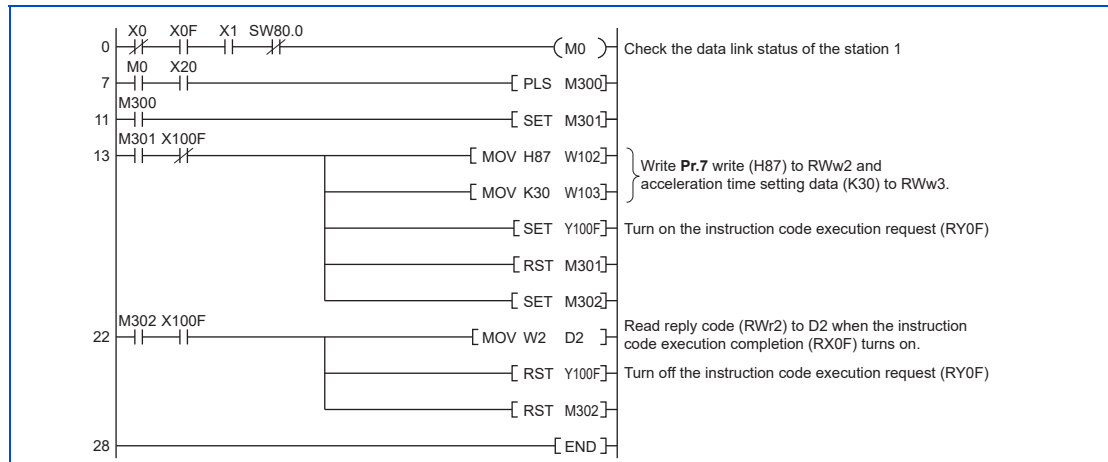 X0 X0F X1 SW80.0
0 M0 Check the data link status of the station 1
M0 X20
7 PLS M300
M300
11 SET M301
M301 X100F
13 MOV H87 W102
Write Pr.7 write (H87) to RWw2 and
acceleration time setting data (K30) to RWw3.
MOV K30 W103
SET Y100F Turn on the instruction code execution request (RY0F)
RST M301
SET M302
M302 X100F
22 MOV W2 D2 Read reply code (RWr2) to D2 when the instruction
code execution completion (RX0F) turns on.
RST Y100F Turn off the instruction code execution request (RY0F)
RST M302
28 END